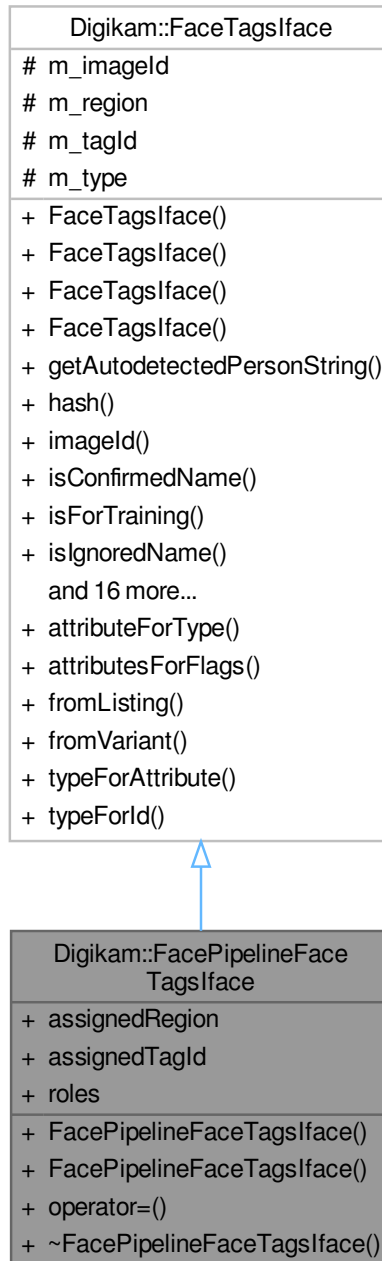 Digikam::FaceTagsIface
# m_imageId
# m_region
# m_tagId
# m_type
+ FaceTagsIface()
+ FaceTagsIface()
+ FaceTagsIface()
+ FaceTagsIface()
+ getAutodetectedPersonString()
+ hash()
+ imageId()
+ isConfirmedName()
+ isForTraining()
+ isIgnoredName()
and 16 more...
+ attributeForType()
+ attributesForFlags()
+ fromListing()
+ fromVariant()
+ typeForAttribute()
+ typeForId()
Digikam::FacePipelineFace
TagsIface
+ assignedRegion
+ assignedTagId
+ roles
+ FacePipelineFaceTagsIface()
+ FacePipelineFaceTagsIface()
+ operator=()
+ ~FacePipelineFaceTagsIface()